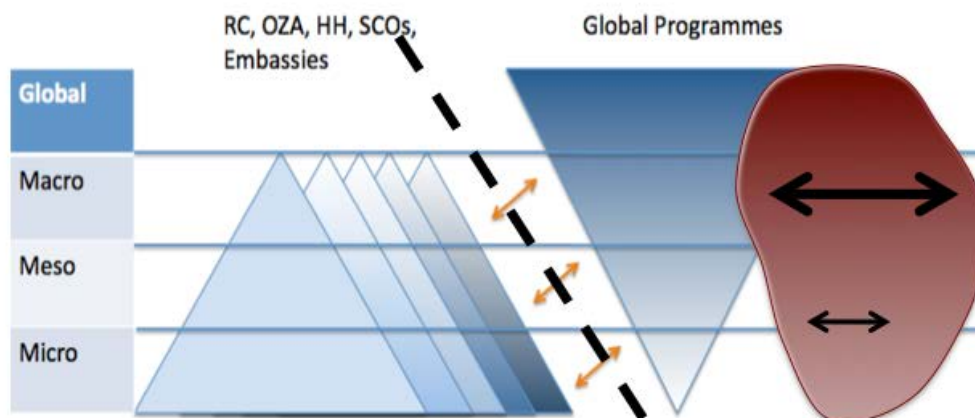 RC, OZA, HH, SCOs,
Embassies
Global Programmes
Global
Macro
Meso
Micro